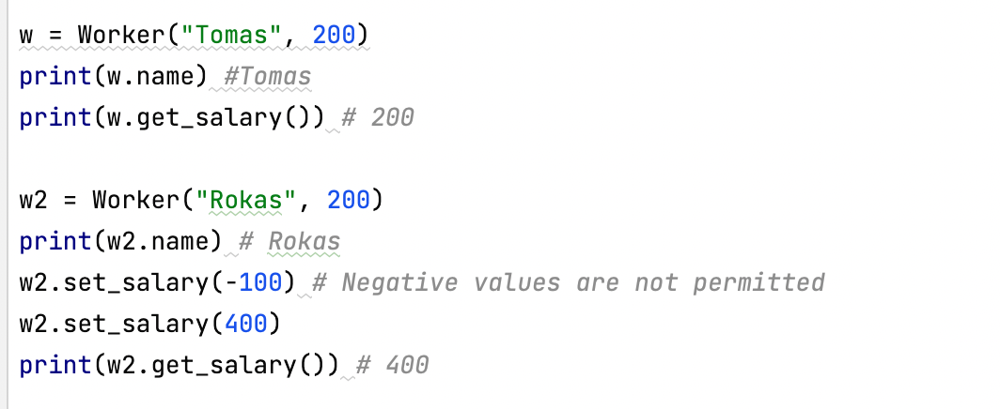 w = Worker("Tomas", 200)
print(w.name) #Tomas
print(w.get_salary()) # 200
w2 = Worker("Rokas", 200)
print(w2.name) # Rokas
w2.set_salary(-100) # Negative values are not permitted
w2.set_salary(400)
print(w2.get_salary()) # 400